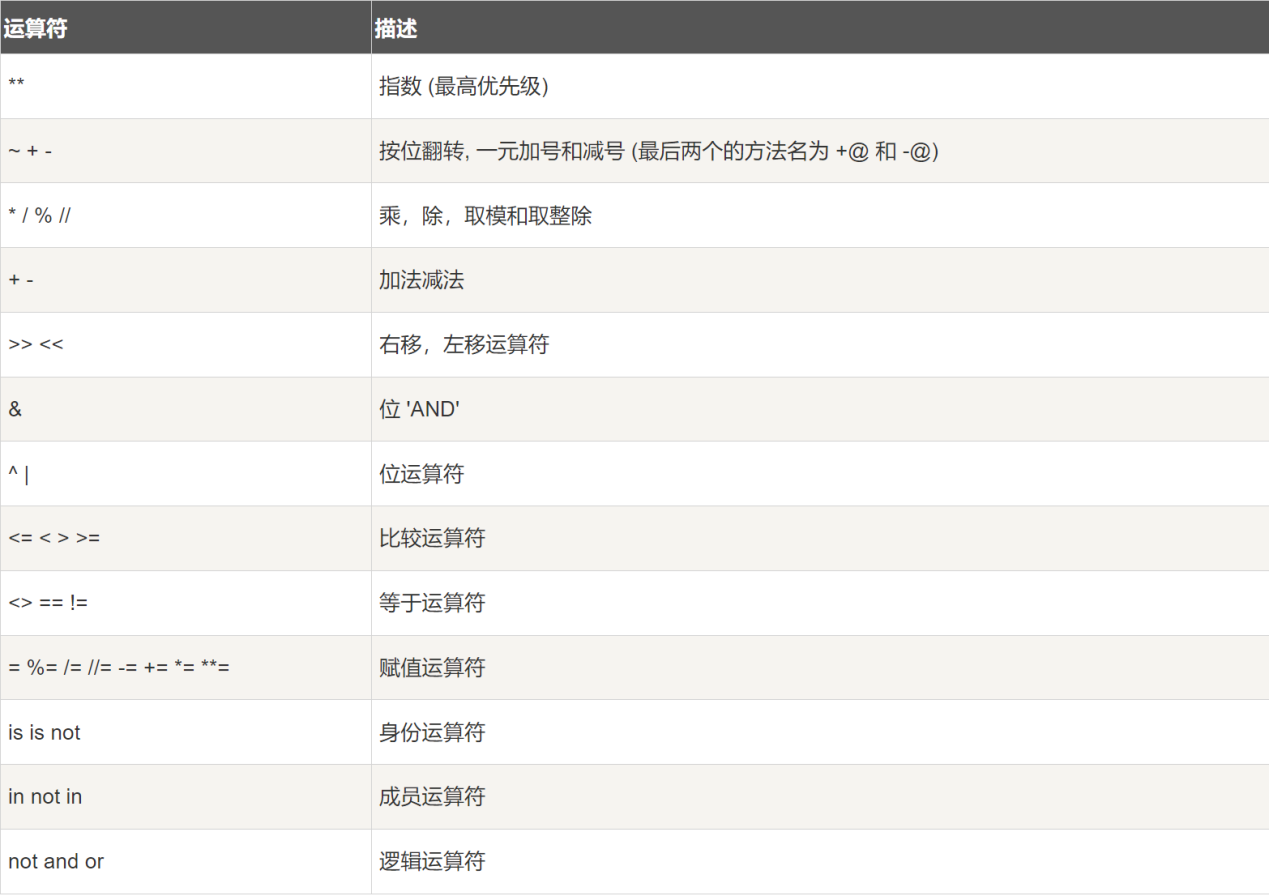 运算符 描述
** 指数 (最高优先级)
~ + - 按位翻转, 一元加号和减号 (最后两个的方法名为 +@ 和 -@)
* / % // 乘，除，取模和取整除
+ - 加法减法
>> << 右移，左移运算符
& 位 'AND'
^ | 位运算符
<= < > >= 比较运算符
<> == != 等于运算符
= %= /= //= -= += *= **= 赋值运算符
is is not 身份运算符
in not in 成员运算符
not and or 逻辑运算符